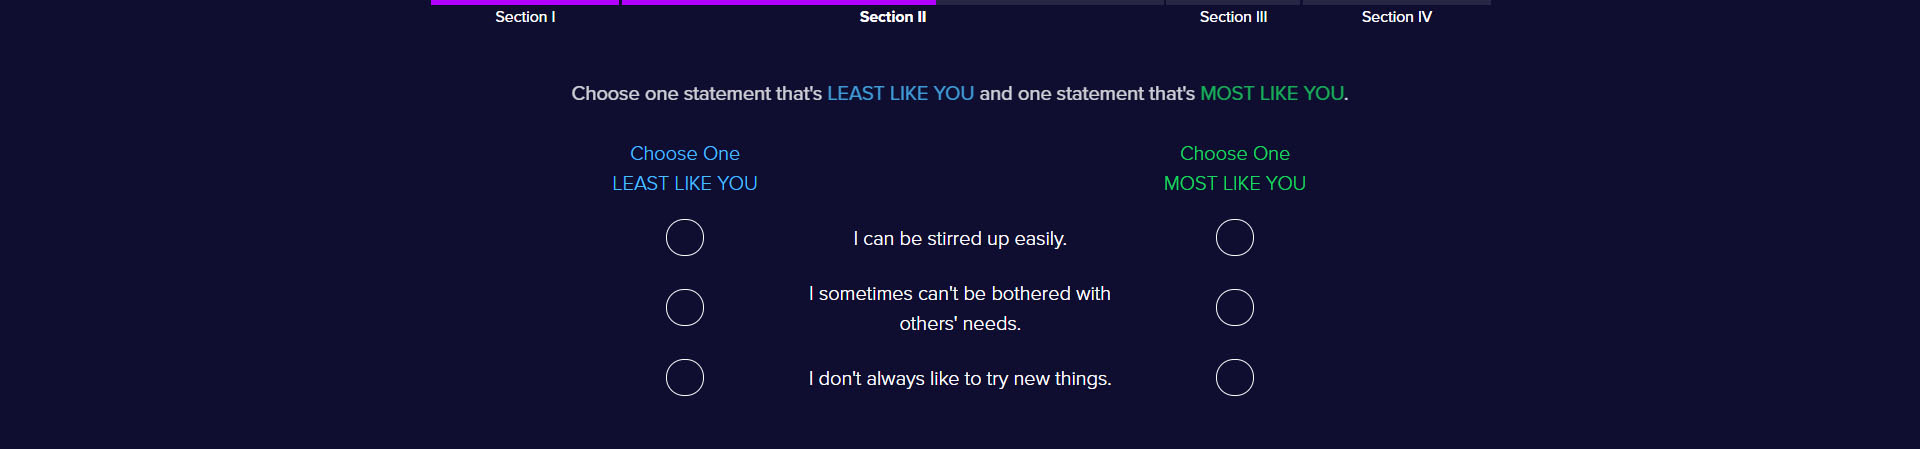 Section I
Section II
Section III
Section IV
Choose one statement that's LEAST LIKE YOU and one statement that's MOST LIKE YOU.
Choose One
LEAST LIKE YOU
Choose One
MOST LIKE YOU
I can be stirred up easily.
I sometimes can't be bothered with
others' needs.
I don't always like to try new things.